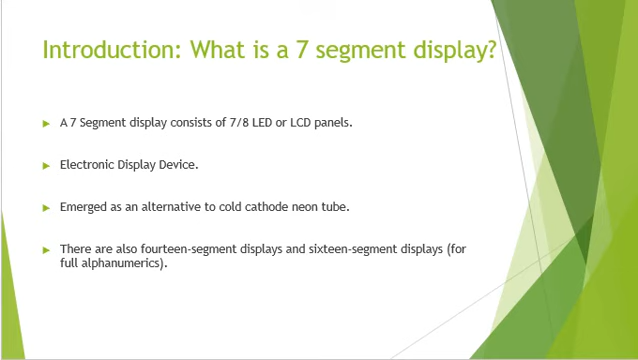 Introduction: What is a 7 segment display?
A 7 Segment display consists of 7/8 LED or LCD panels.
Electronic Display Device.
Emerged as an alternative to cold cathode neon tube.
There are also fourteen-segment displays and sixteen-segment displays (for
full alphanumerics).